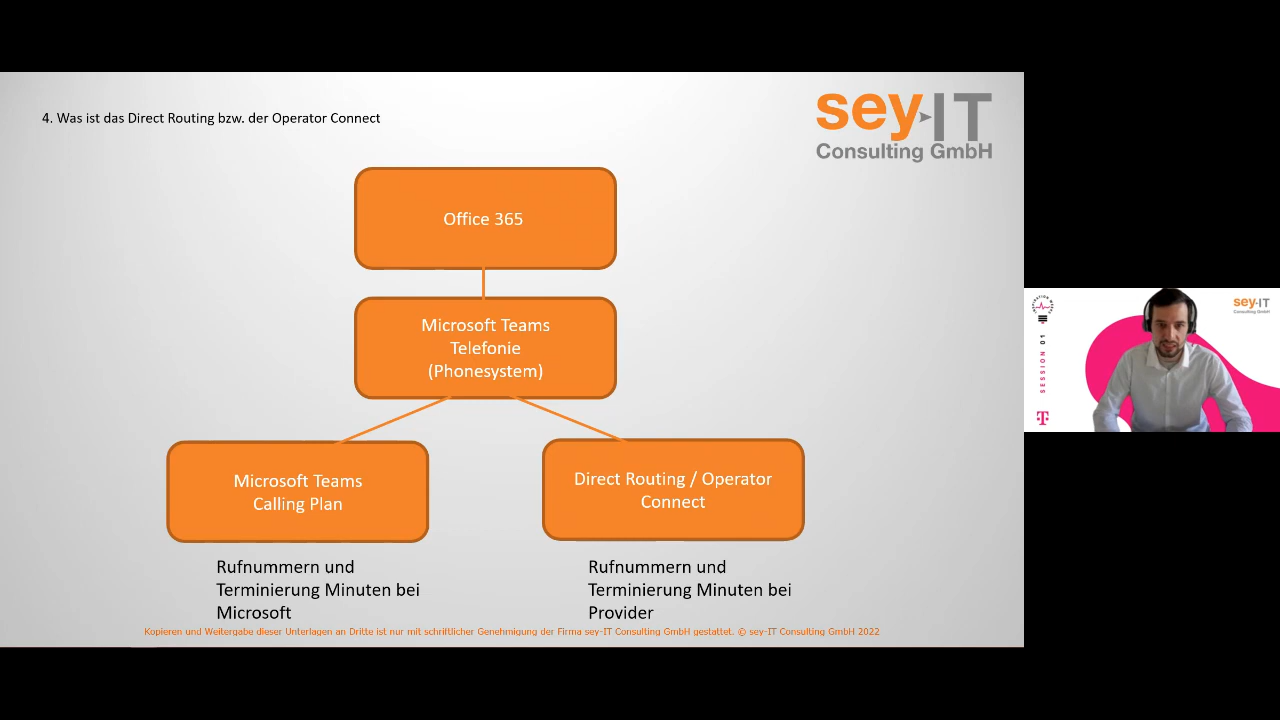 4. Was ist das Direct Routing bzw. der Operator Connect
sey IT
Consulting GmbH
Office 365
Microsoft Teams
Telefonie
(Phonesystem)
Microsoft Teams
Calling Plan
Direct Routing / Operator
Connect
Rufnummern und
Terminierung Minuten bei
Microsoft
Rufnummern und
Terminierung Minuten bei
Provider
Kopieren und Weitergabe dieser Unterlagen an Dritte ist nur mit schriftlicher Genehmigung der Firma sey-IT Consulting GmbH gestattet. © sey-IT Consulting GmbH 2022
SESSION 01
T
sey IT
Consulting GmbH